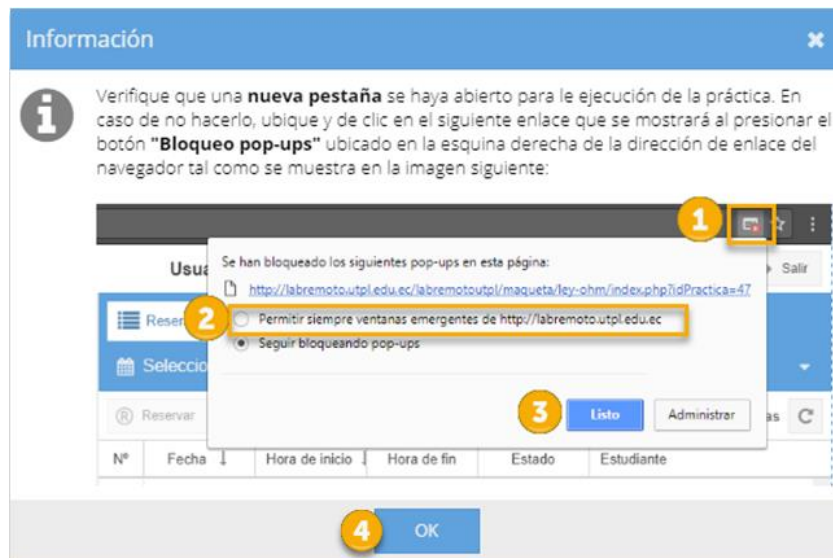 Información
Verifique que una nueva pestaña se haya abierto para le ejecución de la práctica. En
caso de no hacerlo, ubique y de clic en el siguiente enlace que se mostrará al presionar el
botón "Bloqueo pop-ups" ubicado en la esquina derecha de la dirección de enlace del
navegador tal como se muestra en la imagen siguiente:
1
Usua
Salir
Se han bloqueado los siguientes pop-ups en esta página:
http://labremoto.utpl.edu.ec/labremotoutpl/maqueta/ley-ohm/index.php?idPractica=47
Reser
2
Permitir siempre ventanas emergentes de http://labremoto.utpl.edu.ec
Seguir bloqueando pop-ups
Seleccio
Reservar
3
Listo
Administrar
as
Nº Fecha Hora de inicio Hora de fin Estado Estudiante
4
OK